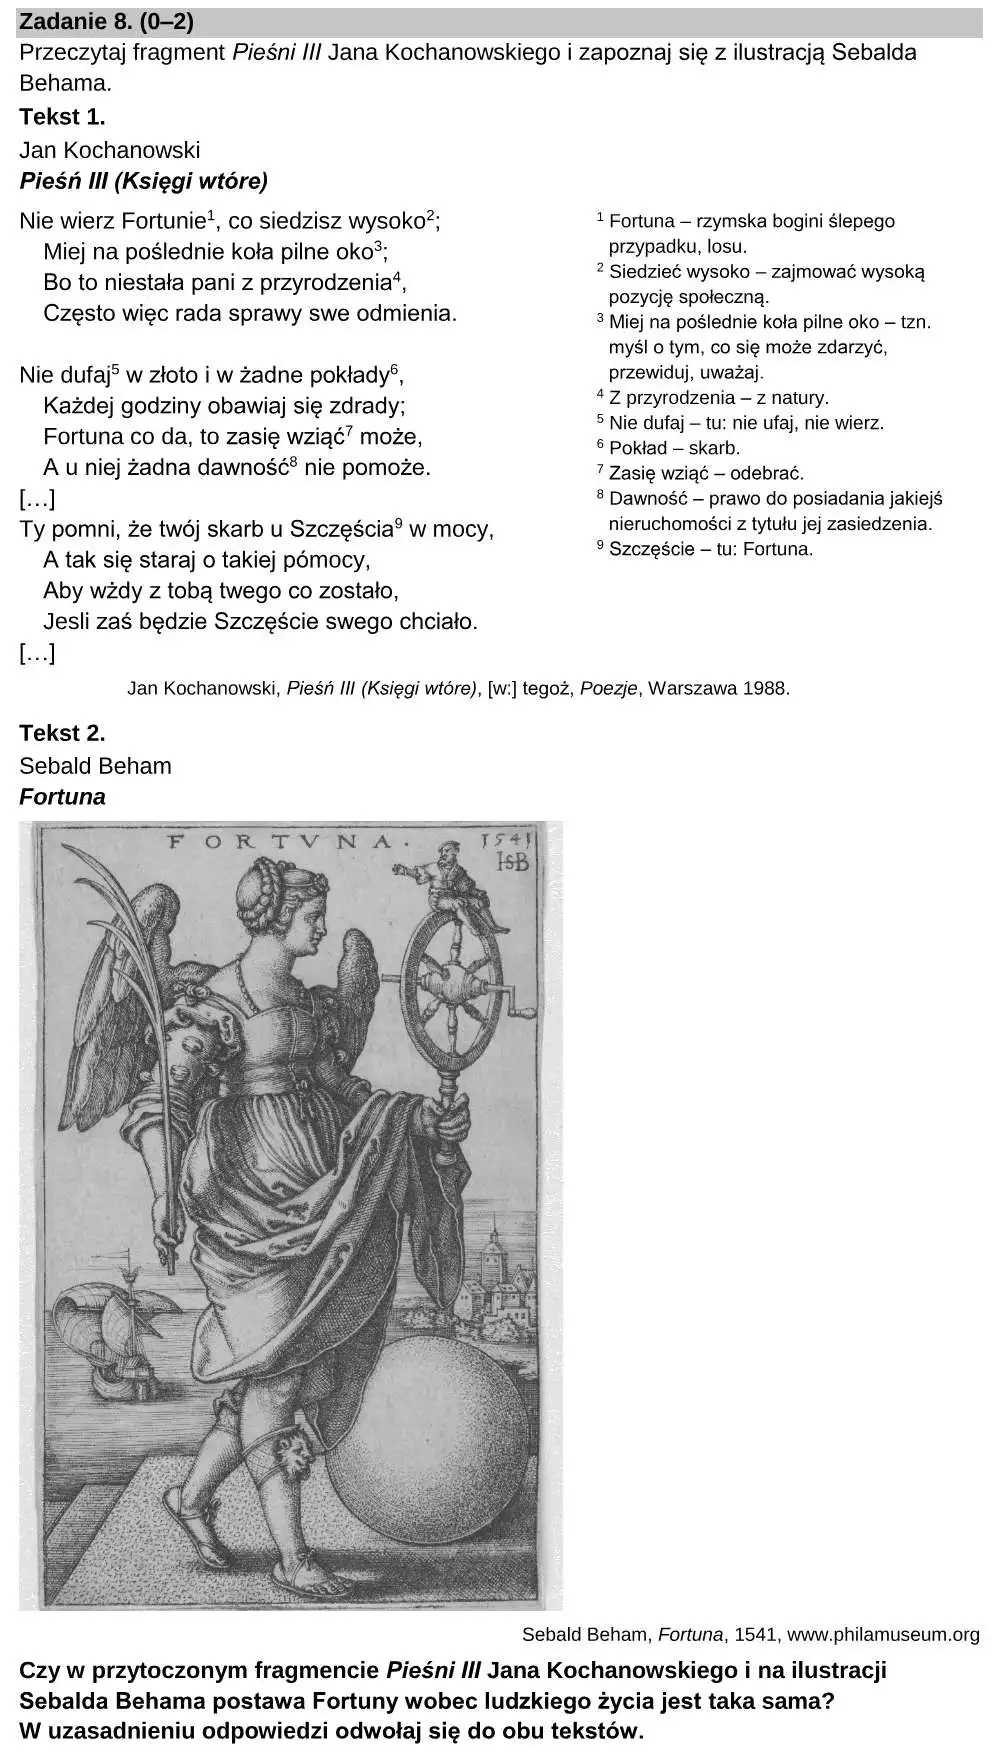 Zadanie 8. (0–2)
Przeczytaj fragment Pieśni III Jana Kochanowskiego i zapoznaj się z ilustracją Sebalda
Behama.
Tekst 1.
Jan Kochanowski
Pieśń III (Księgi wtóre)
Nie wierz Fortunie¹, co siedzisz wysoko²;
Miej na poślednie koła pilne oko³;
Bo to niestała pani z przyrodzenia⁴,
Często więc rada sprawy swe odmienia.
Nie dufaj⁵ w złoto i w żadne pokłady⁶,
Każdej godziny obawiaj się zdrady;
Fortuna co da, to zasię wziąć⁷ może,
A u niej żadna dawność⁸ nie pomoże.
[…]
Ty pomni, że twój skarb u Szczęścia⁹ w mocy,
A tak się staraj o takiej pómocy,
Aby wżdy z tobą twego co zostało,
Jesli zaś będzie Szczęście swego chciało.
[…]
¹ Fortuna – rzymska bogini ślepego
przypadku, losu.
² Siedzieć wysoko – zajmować wysoką
pozycję społeczną.
³ Miej na poślednie koła pilne oko – tzn.
myśl o tym, co się może zdarzyć,
przewiduj, uważaj.
⁴ Z przyrodzenia – z natury.
⁵ Nie dufaj – tu: nie ufaj, nie wierz.
⁶ Pokład – skarb.
⁷ Zasię wziąć – odebrać.
⁸ Dawność – prawo do posiadania jakiejś
nieruchomości z tytułu jej zasiedzenia.
⁹ Szczęście – tu: Fortuna.
Jan Kochanowski, Pieśń III (Księgi wtóre), [w:] tegoż, Poezje, Warszawa 1988.
Tekst 2.
Sebald Beham
Fortuna
FORTVNA. 1541
HSB
Sebald Beham, Fortuna, 1541, www.philamuseum.org
Czy w przytoczonym fragmencie Pieśni III Jana Kochanowskiego i na ilustracji
Sebalda Behama postawa Fortuny wobec ludzkiego życia jest taka sama?
W uzasadnieniu odpowiedzi odwołaj się do obu tekstów.